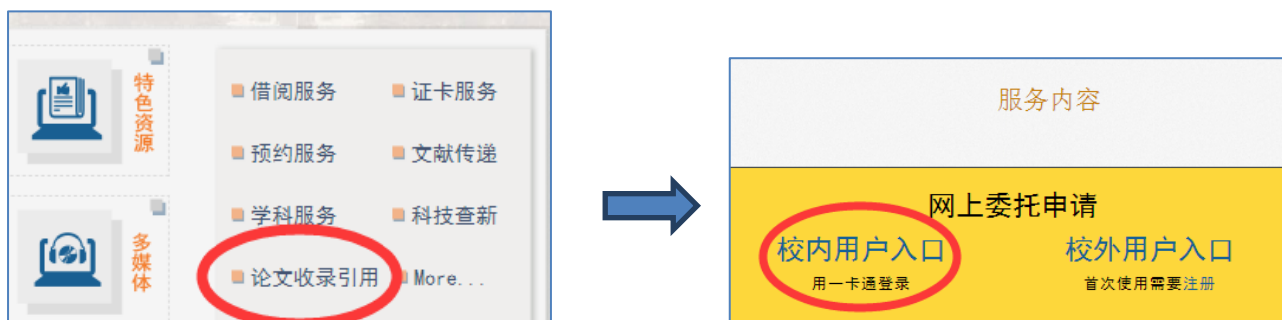 特色资源
借阅服务
证卡服务
预约服务
文献传递
学科服务
科技查新
多媒体
论文收录引用
More...
服务内容
网上委托申请
校内用户入口
校外用户入口
用一卡通登录
首次使用需要注册